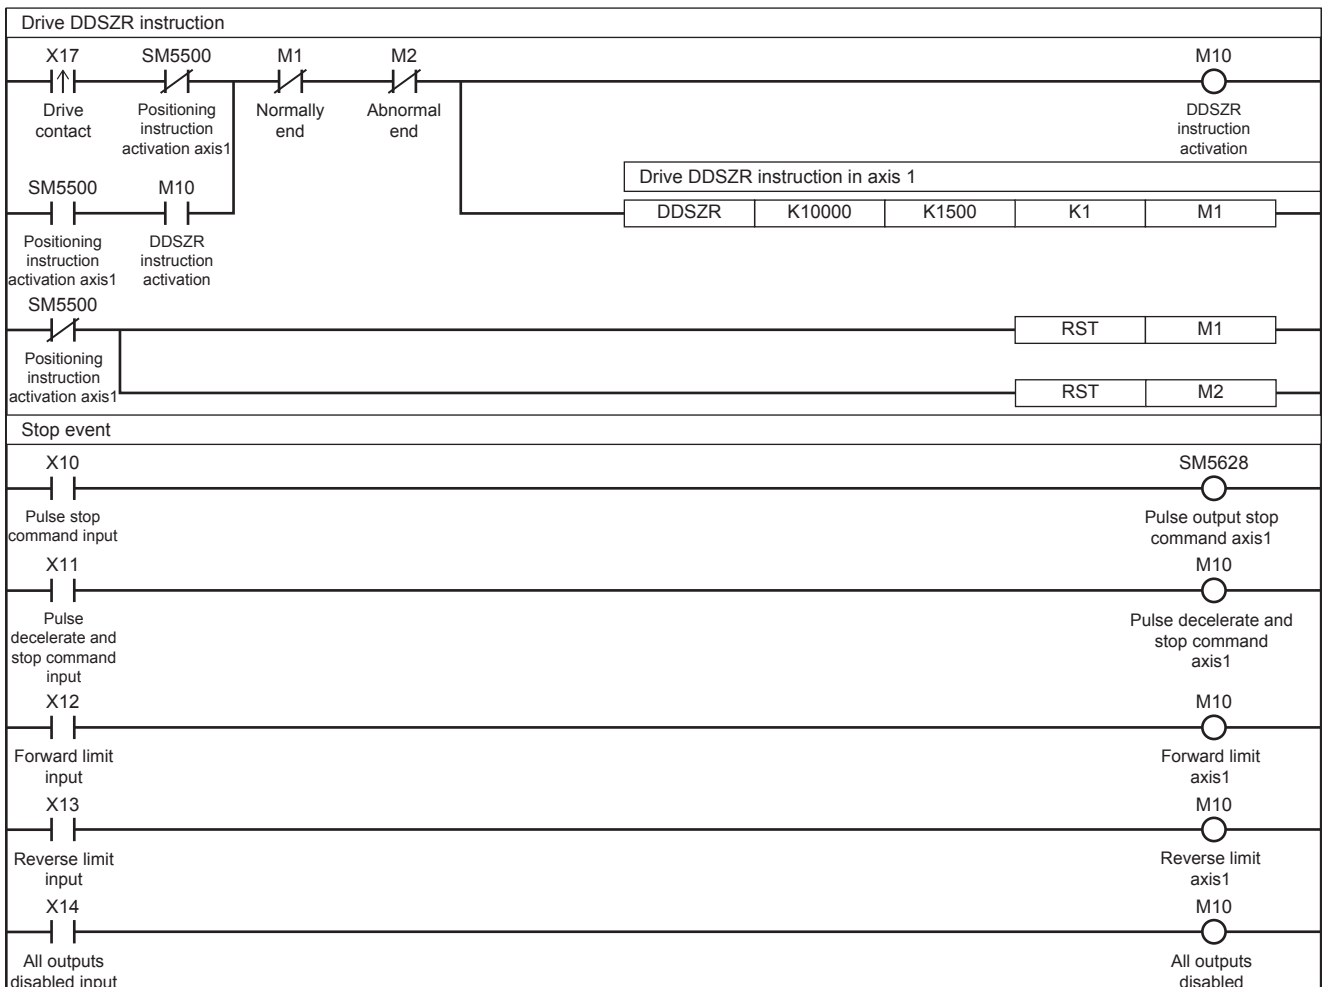 Drive DDSZR instruction
X17 SM5500 M1 M2 M10
Drive contact
Positioning instruction activation axis1
Normally end
Abnormal end
DDSZR instruction activation
Drive DDSZR instruction in axis 1
SM5500 M10
DDSZR K10000 K1500 K1 M1
Positioning instruction activation axis1
DDSZR instruction activation
SM5500
RST M1
Positioning instruction activation axis1
RST M2
Stop event
X10 SM5628
Pulse stop command input
Pulse output stop command axis1
X11 M10
Pulse decelerate and stop command input
Pulse decelerate and stop command axis1
X12 M10
Forward limit input
Forward limit axis1
X13 M10
Reverse limit input
Reverse limit axis1
X14 M10
All outputs disabled input
All outputs disabled